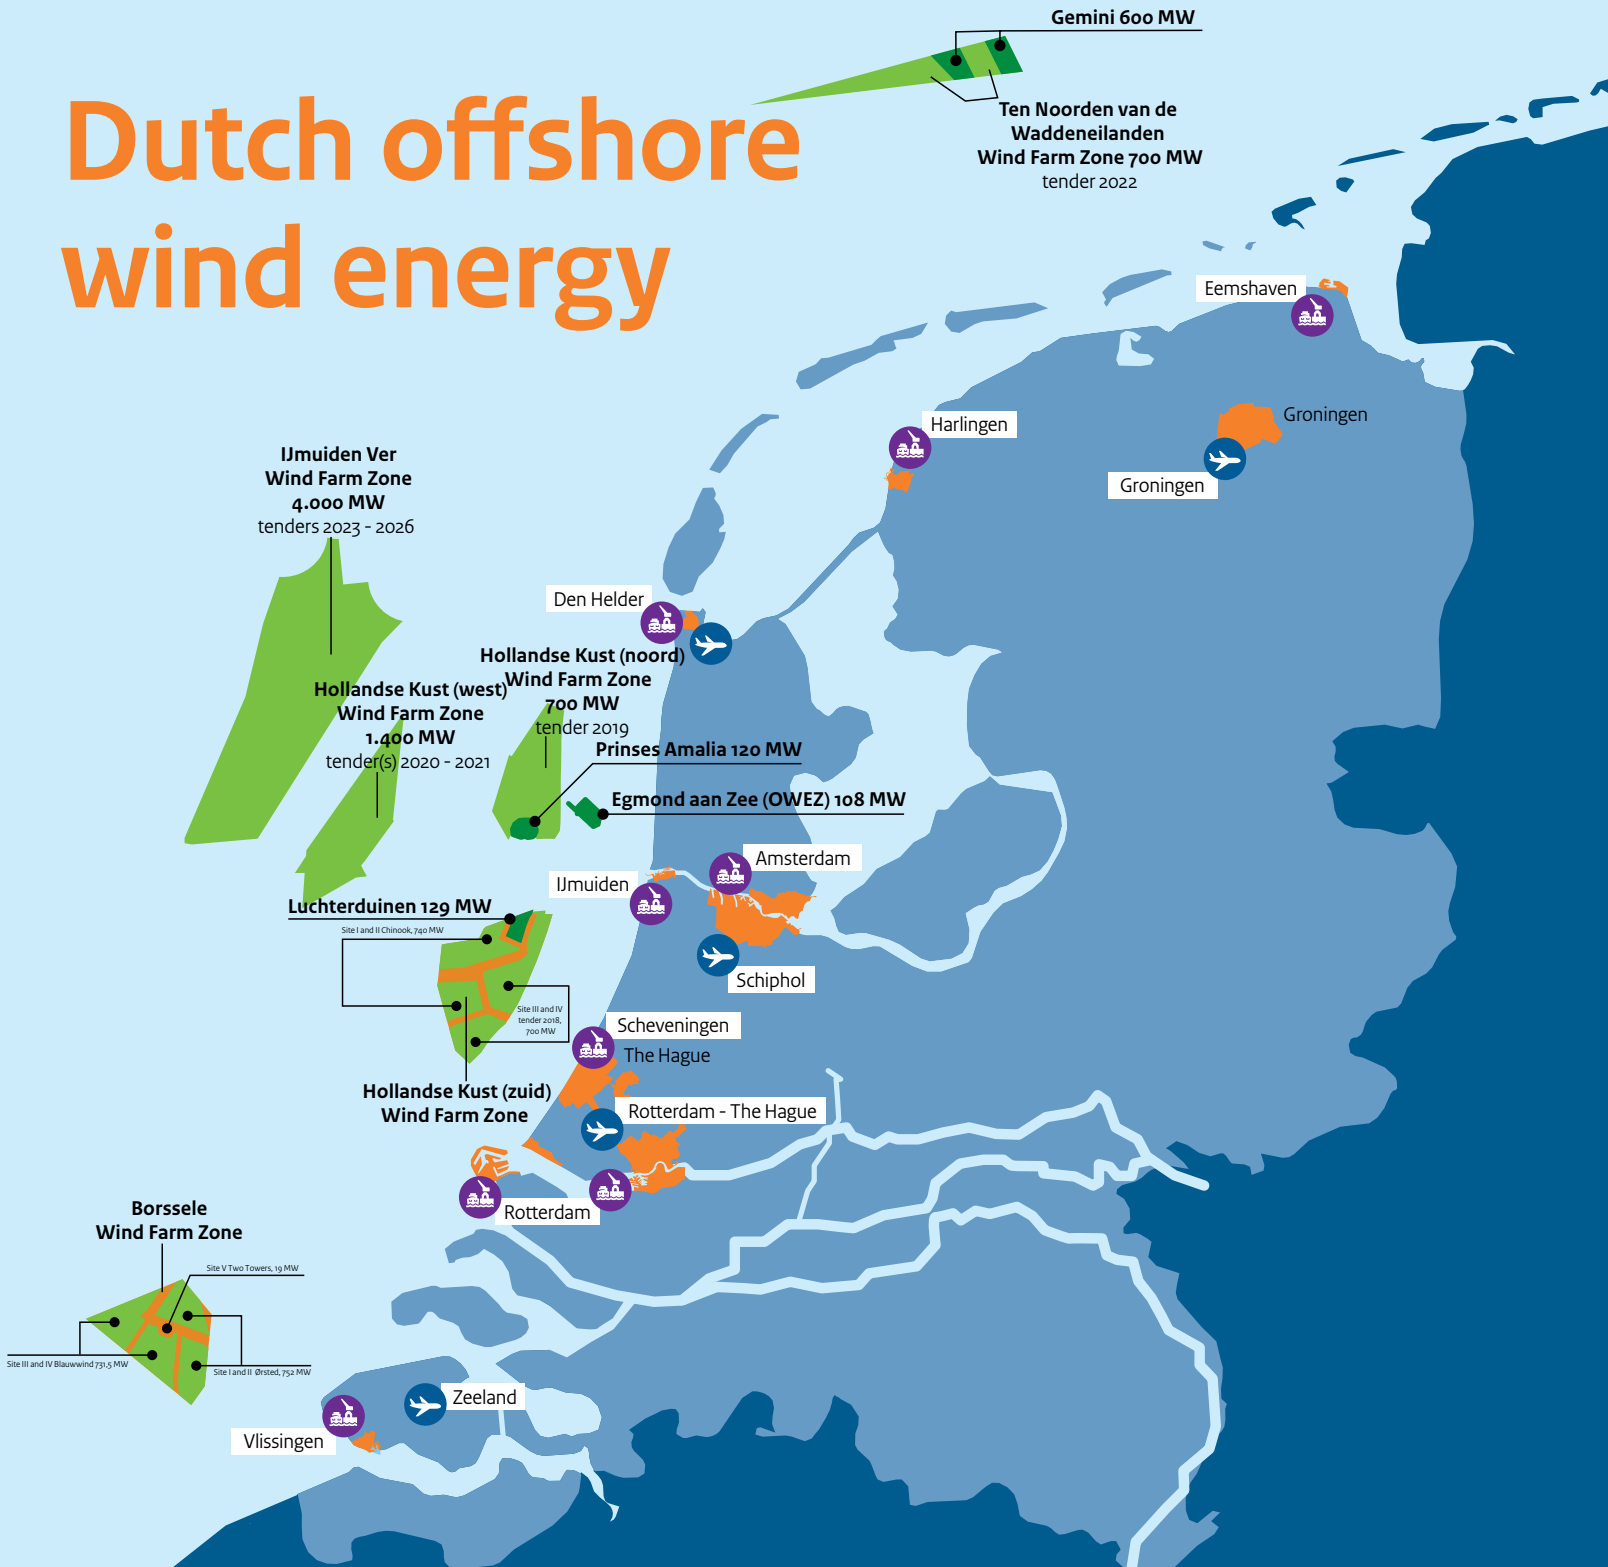 Dutch offshore
wind energy
Gemini 600 MW
Ten Noorden van de
Waddeneilanden
Wind Farm Zone 700 MW
tender 2022
Eemshaven
Groningen
Groningen
Harlingen
IJmuiden Ver
Wind Farm Zone
4.000 MW
tenders 2023 - 2026
Den Helder
Hollandse Kust (noord)
Wind Farm Zone
700 MW
tender 2019
Hollandse Kust (west)
Wind Farm Zone
1.400 MW
tender(s) 2020 - 2021
Prinses Amalia 120 MW
Egmond aan Zee (OWEZ) 108 MW
Amsterdam
IJmuiden
Schiphol
Luchterduinen 129 MW
Site I and II Chinook, 740 MW
Site III and IV
tender 2018,
700 MW
Hollandse Kust (zuid)
Wind Farm Zone
Scheveningen
The Hague
Rotterdam - The Hague
Rotterdam
Borssele
Wind Farm Zone
Site V Two Towers, 19 MW
Site III and IV Blauwwind 731,5 MW
Site I and II Ørsted, 752 MW
Zeeland
Vlissingen